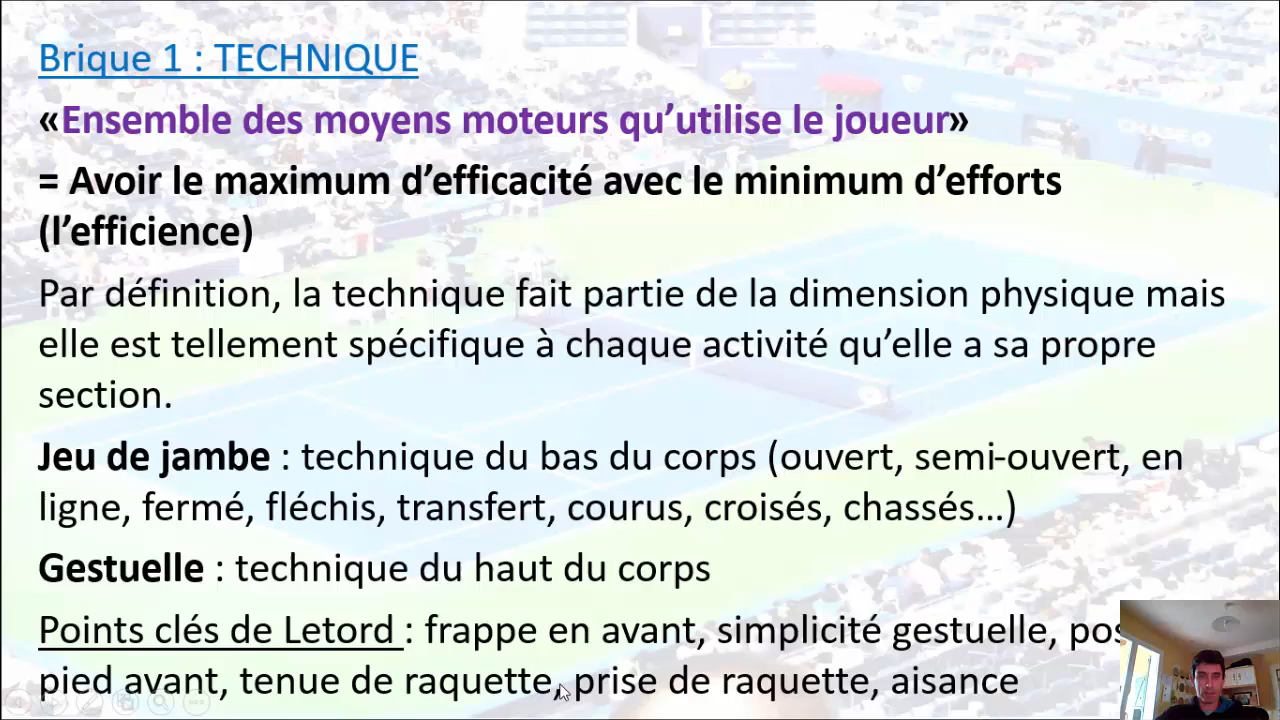 Brique 1 : TECHNIQUE
«Ensemble des moyens moteurs qu’utilise le joueur»
= Avoir le maximum d’efficacité avec le minimum d’efforts
(l’efficience)
Par définition, la technique fait partie de la dimension physique mais
elle est tellement spécifique à chaque activité qu’elle a sa propre
section.
Jeu de jambe : technique du bas du corps (ouvert, semi-ouvert, en
ligne, fermé, fléchis, transfert, courus, croisés, chassés…)
Gestuelle : technique du haut du corps
Points clés de Letord : frappe en avant, simplicité gestuelle,
pied avant, tenue de raquette, prise de raquette, aisance